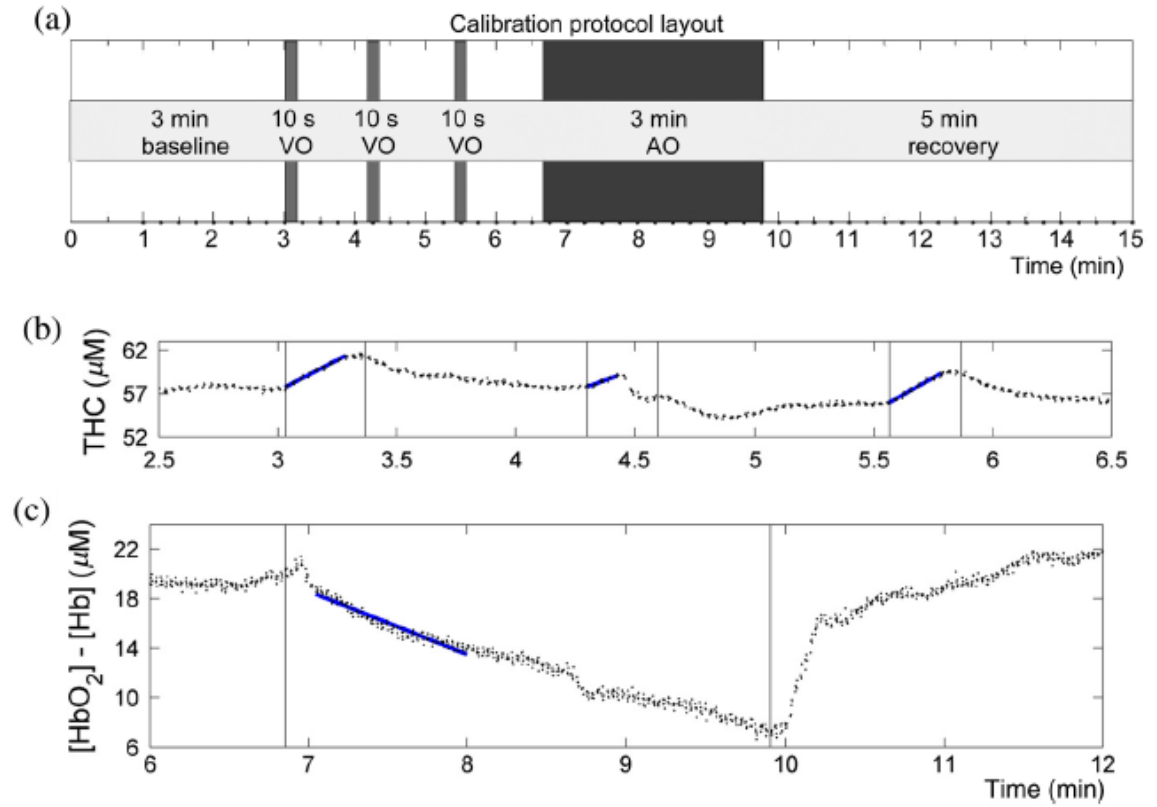 (a)
Calibration protocol layout
3 min 10 s 10 s 10 s 3 min 5 min
baseline VO VO VO AO recovery
0 1 2 3 4 5 6 7 8 9 10 11 12 13 14 15
Time (min)
(b)
THC (μM)
62
57
52
2.5 3 3.5 4 4.5 5 5.5 6 6.5
(c)
[HbO2] - [Hb] (μM)
22
18
14
10
6
6 7 8 9 10 11 12
Time (min)